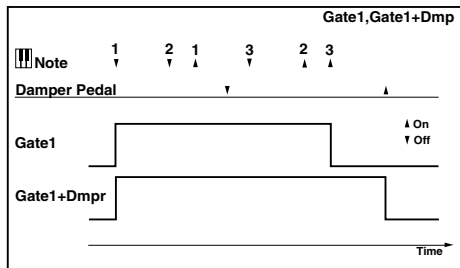 Gate1,Gate1+Dmp
1 2 1 3 2 3
Note
Damper Pedal
On
Gate1
Off
Gate1+Dmpr
Time